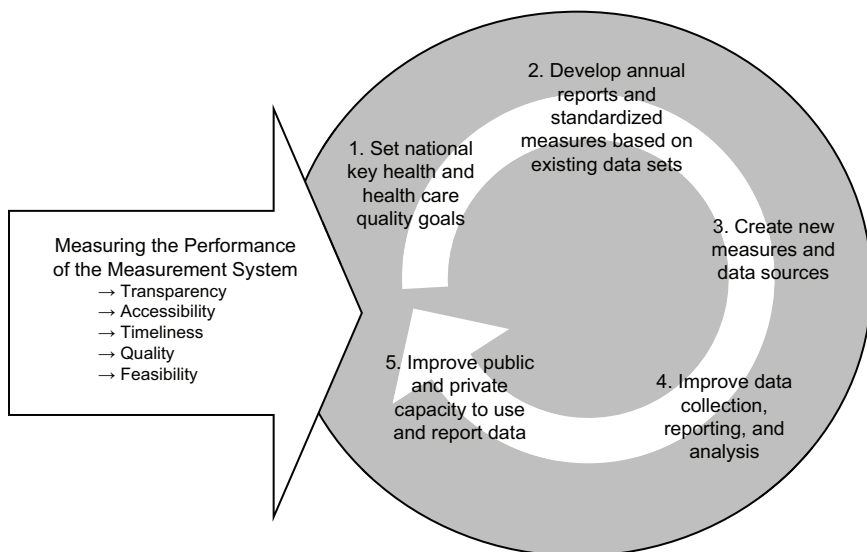 Measuring the Performance
of the Measurement System
→ Transparency
→ Accessibility
→ Timeliness
→ Quality
→ Feasibility
1. Set national
key health and
health care
quality goals
2. Develop annual
reports and
standardized
measures based on
existing data sets
3. Create new
measures and
data sources
4. Improve data
collection,
reporting, and
analysis
5. Improve public
and private
capacity to use
and report data